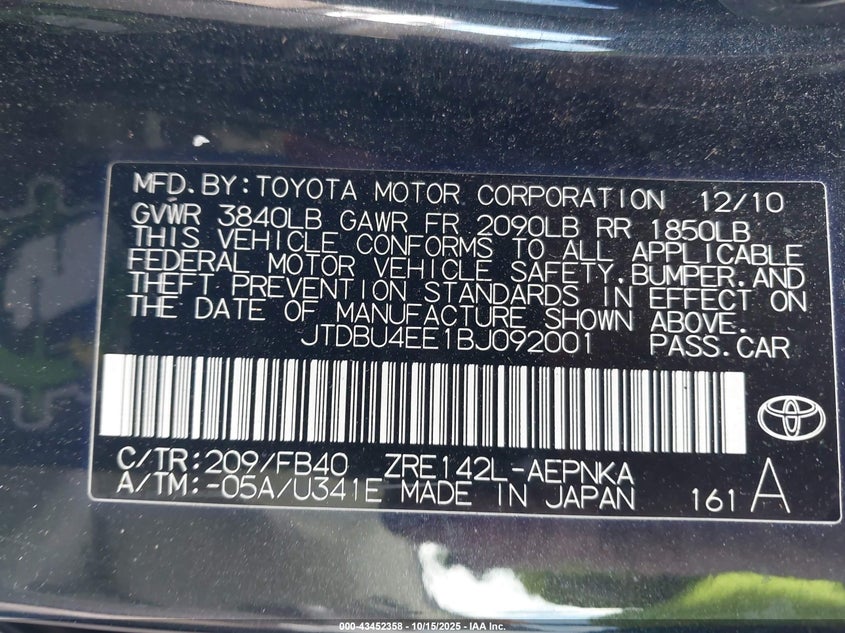 MFD.BY:TOYOTA MOTOR CORPORATION 12/10
GVWR 3840LB GAWR FR 2090LB RR 1850LB
THIS VEHICLE CONFORMS TO ALL APPLICABLE
FEDERAL MOTOR VEHICLE SAFETY,BUMPER,AND
THEFT PREVENTION STANDARDS IN EFFECT ON
THE DATE OF MANUFACTURE SHOWN ABOVE.
JTDBU4EE1BJ092001 PASS.CAR
C/TR:209/FB40 ZRE142L-AEPNKA
A/TM:-05A/U341E MADE IN JAPAN 161 A
000-43452358 - 10/15/2025 - IAA Inc.